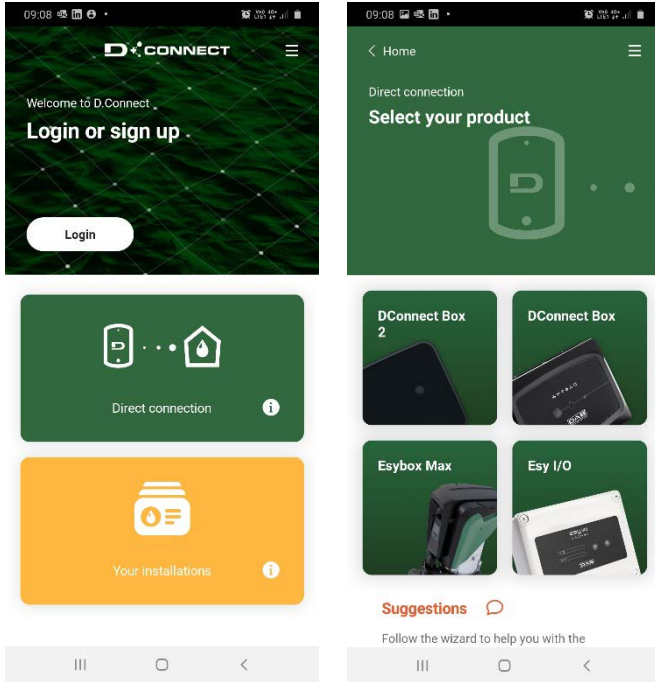 09:08
D CONNECT
Welcome to D.Connect
Login or sign up
Login
D
Direct connection
Your installations
09:08
Home
Direct connection
Select your product
D
DConnect Box
2
DConnect Box
DAB
Esybox Max
Esy I/O
DAB
Suggestions
Follow the wizard to help you with the